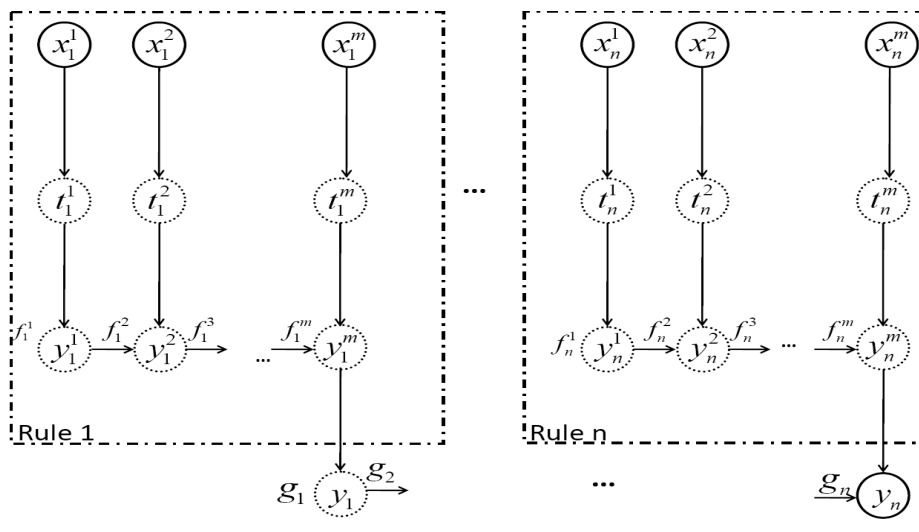 x_1^1 x_1^2 x_1^m x_n^1 x_n^2 x_n^m
t_1^1 t_1^2 t_1^m ... t_n^1 t_n^2 t_n^m
f_1^1 y_1^1 f_1^2 y_1^2 f_1^3 ... f_1^m y_1^m f_n^1 y_n^1 f_n^2 y_n^2 f_n^3 ... f_n^m y_n^m
Rule 1 Rule n
g_1 y_1 g_2 ... g_n y_n